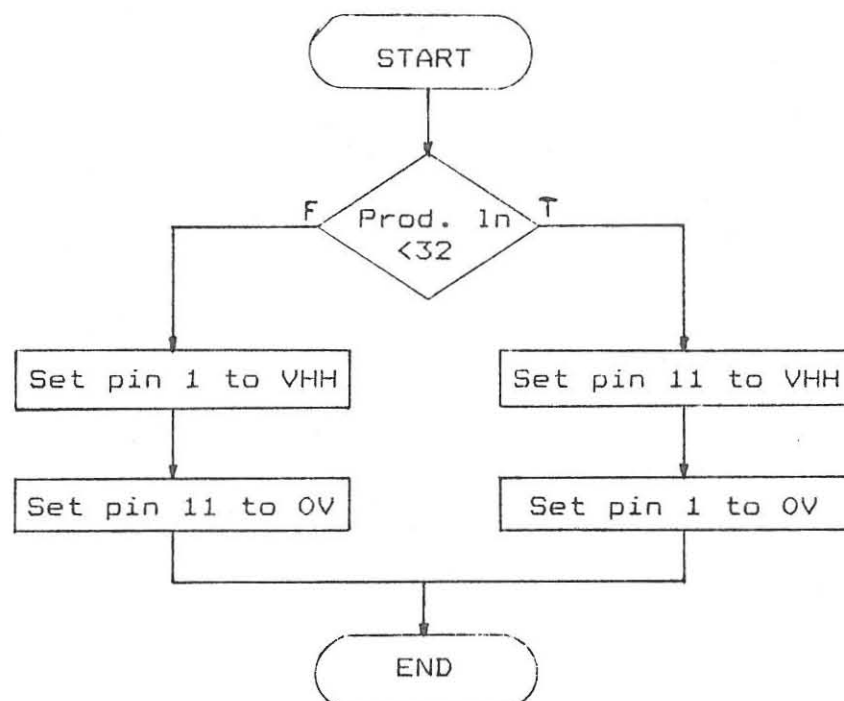 START
F
Prod. ln
<32
T
Set pin 1 to VHH
Set pin 11 to VHH
Set pin 11 to 0V
Set pin 1 to 0V
END